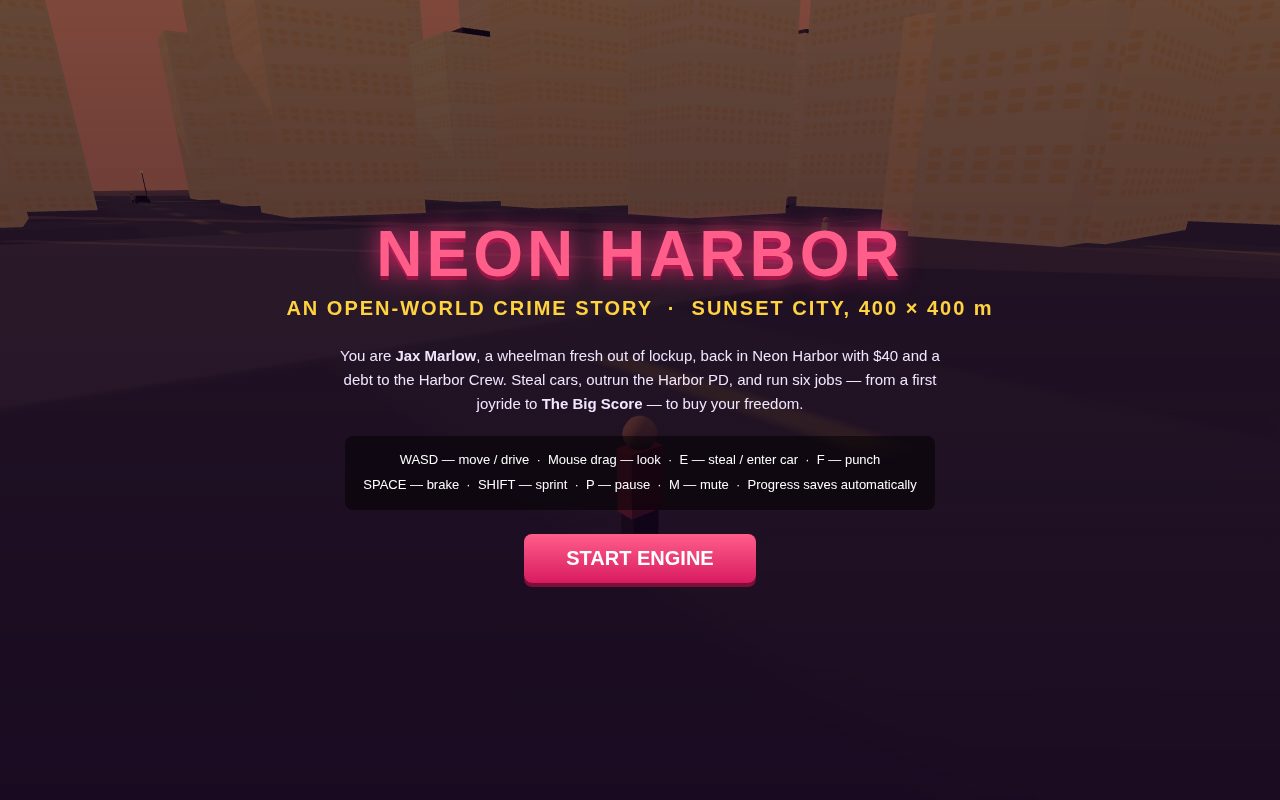 NEON HARBOR
AN OPEN-WORLD CRIME STORY · SUNSET CITY, 400 × 400 m
You are Jax Marlow, a wheelman fresh out of lockup, back in Neon Harbor with $40 and a
debt to the Harbor Crew. Steal cars, outrun the Harbor PD, and run six jobs — from a first
joyride to The Big Score — to buy your freedom.
WASD — move / drive · Mouse drag — look · E — steal / enter car · F — punch
SPACE — brake · SHIFT — sprint · P — pause · M — mute · Progress saves automatically
START ENGINE